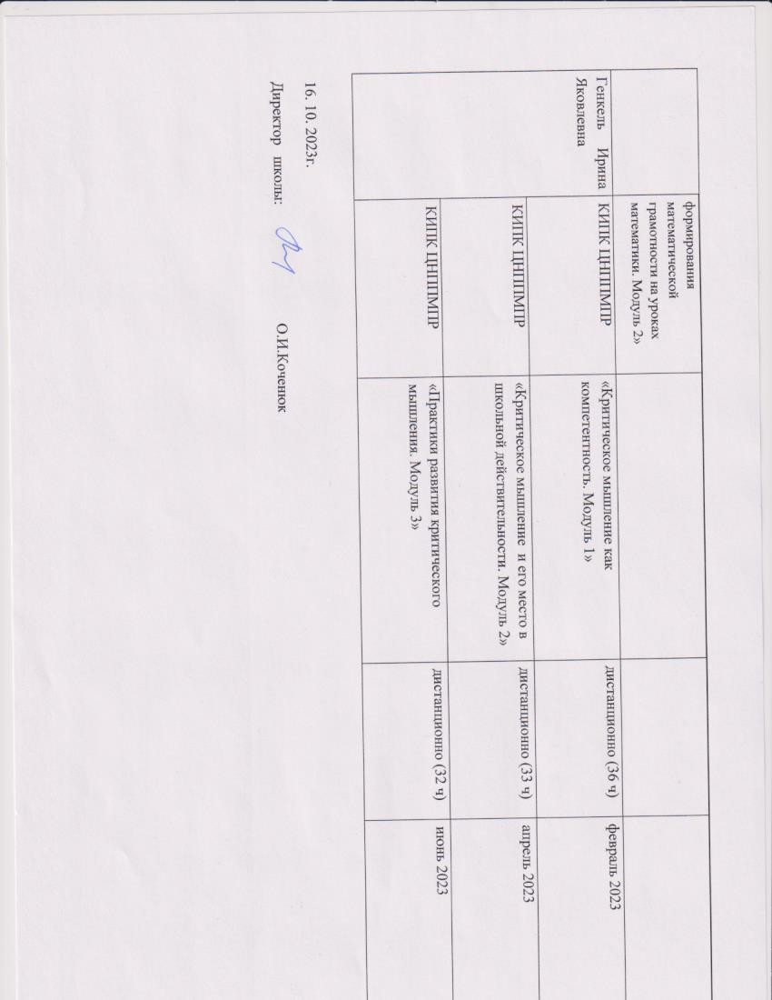 формирования
математической
грамотности на уроках
математики. Модуль 2»
Генкель Ирина
Яковлевна
КИПК ЦНППМПР
«Критическое мышление как
компетентность. Модуль 1»
дистанционно (36 ч)
февраль 2023
КИПК ЦНППМПР
«Критическое мышление и его место в
школьной действительности. Модуль 2»
дистанционно (33 ч)
апрель 2023
КИПК ЦНППМПР
«Практики развития критического
мышления. Модуль 3»
дистанционно (32 ч)
июнь 2023
16. 10. 2023г.
Директор школы: О.И.Коченюк